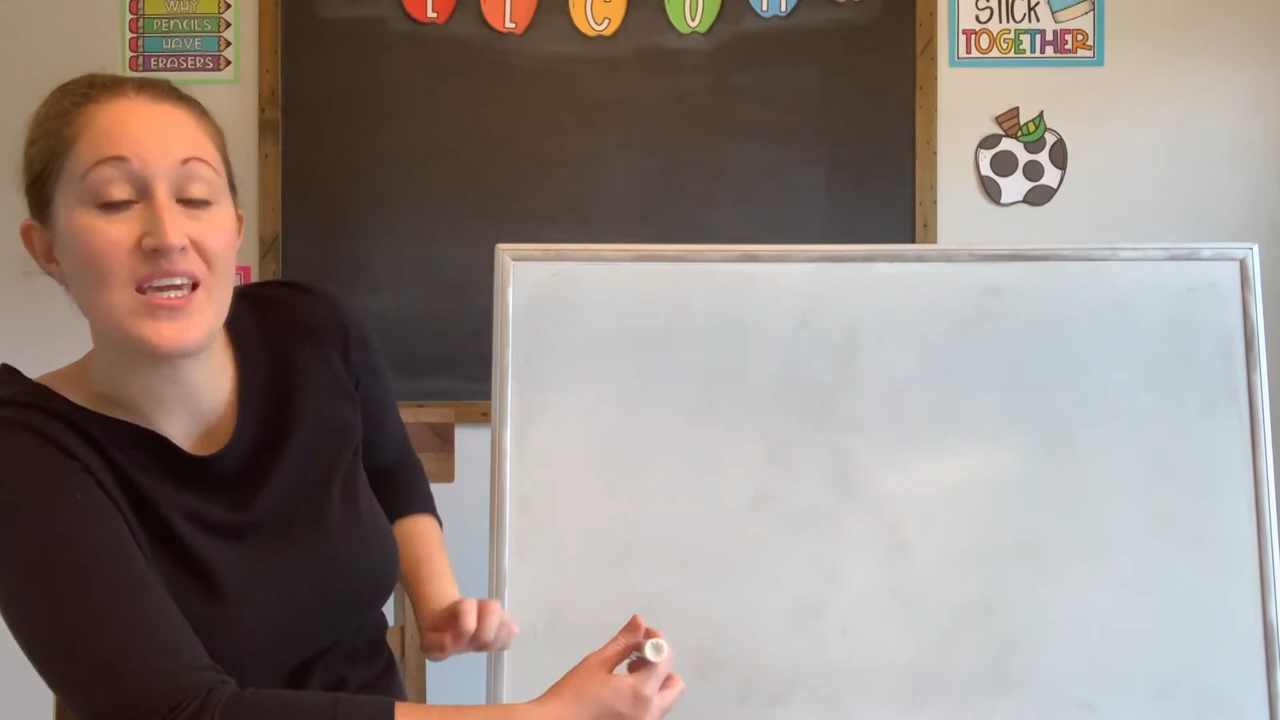 WHY
PENCILS
HAVE
ERASERS
L
L
C
O
STICK
TOGETHER